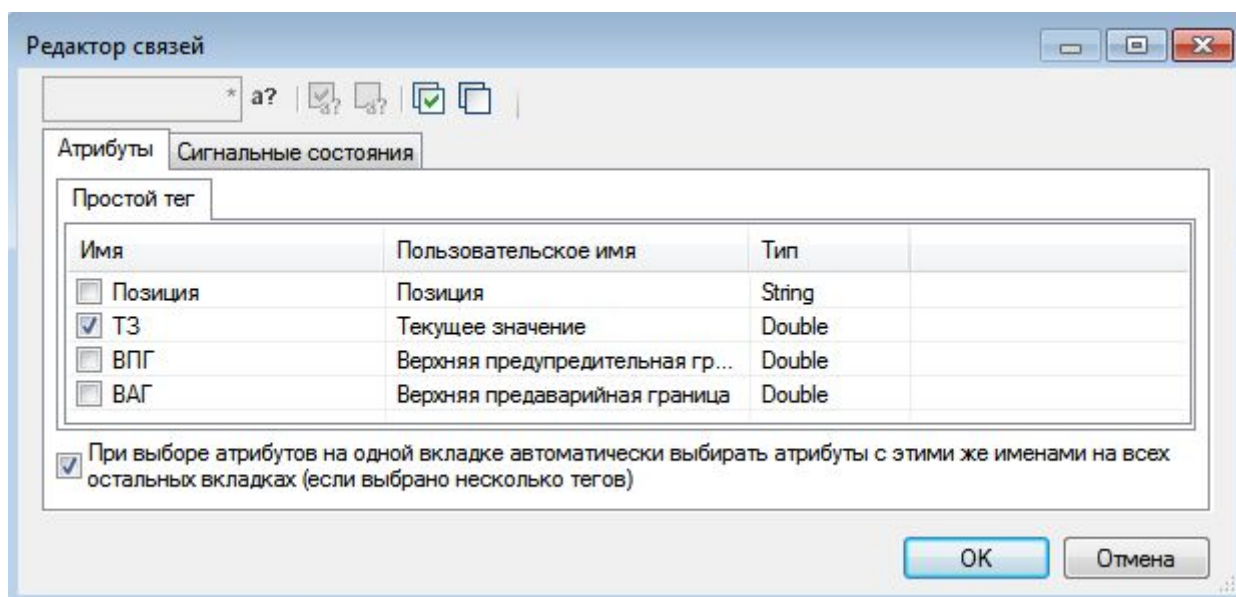 Редактор связей
* a?
a? a?
Атрибуты Сигнальные состояния
Простой тег
Имя Пользовательское имя Тип
Позиция Позиция String
ТЗ Текущее значение Double
ВПГ Верхняя предупредительная гр... Double
ВАГ Верхняя предаварийная граница Double
При выборе атрибутов на одной вкладке автоматически выбирать атрибуты с этими же именами на всех
остальных вкладках (если выбрано несколько тегов)
OK Отмена